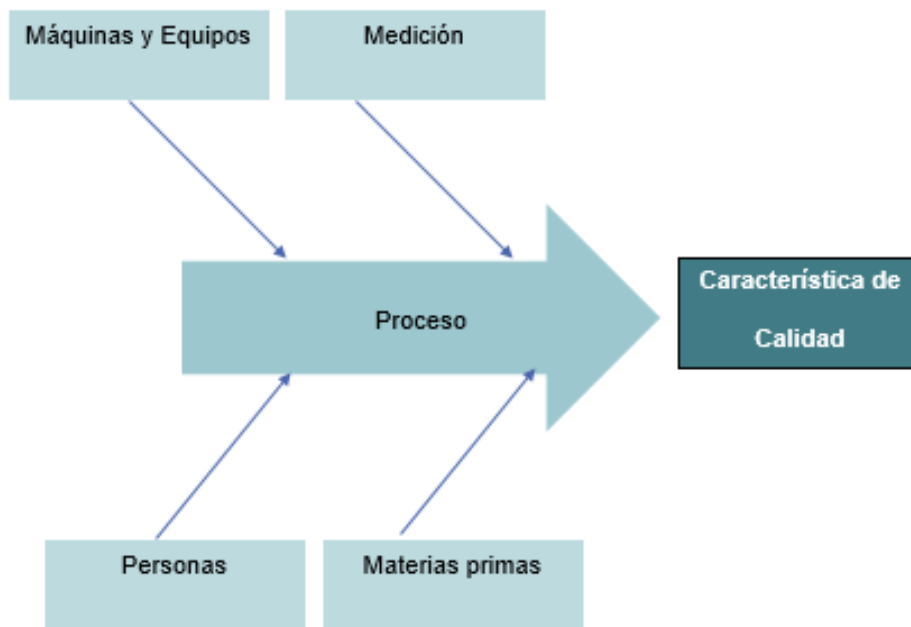 Máquinas y Equipos
Medición
Proceso
Característica de
Calidad
Personas
Materias primas